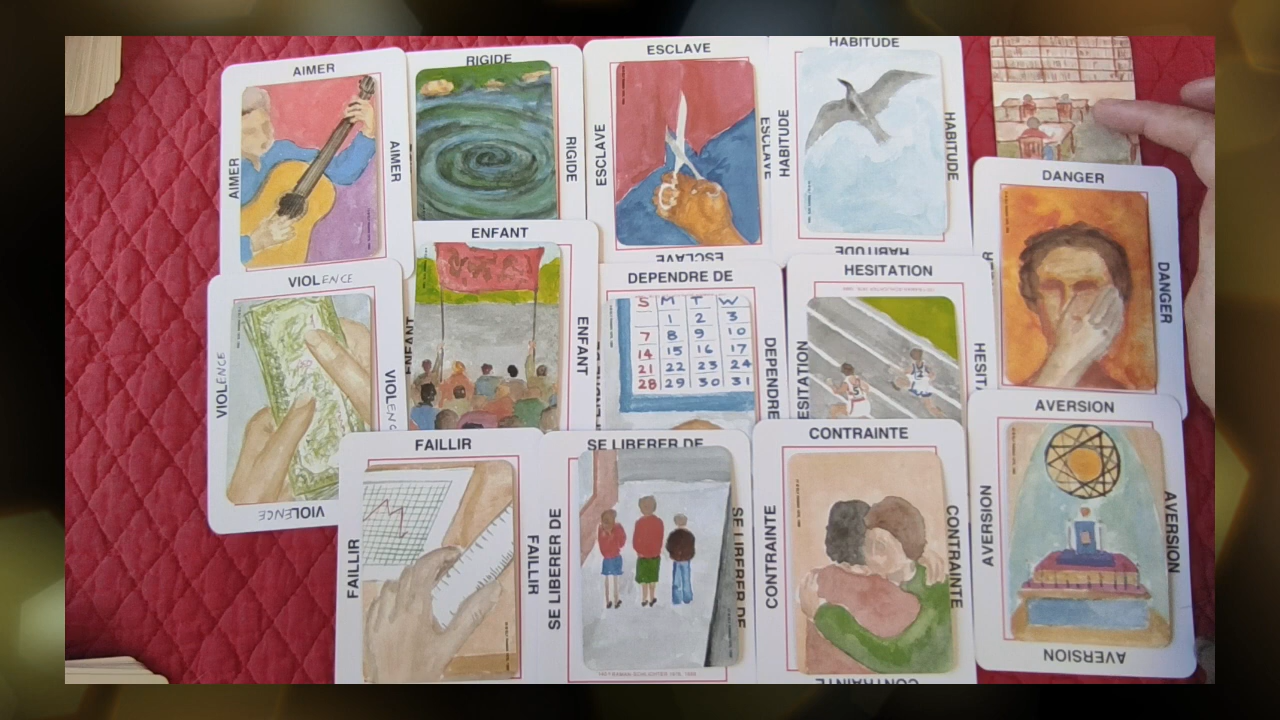 AIMER
AIMER
AIMER
RIGIDE
RIGIDE
ESCLAVE
ESCLAVE
ESCLAVE
ESCLAVE
HABITUDE
HABITUDE
HABITUDE
HABITUDE
DANGER
DANGER
VIOLENCE
VIOLENCE
VIOLENC
VIOLENCE
ENFANT
ENFANT
ENFANT
DEPENDRE DE
DEPENDRE
S M T W
1 2 3
7 8 9 10
14 15 16 17
21 22 23 24
28 29 30 31
HESITATION
ESITATION
HESIT
FAILLIR
FAILLIR
FAILLIR
SE LIBERER DE
SE LIBERER DE
SE LIBERER DE
CONTRAINTE
CONTRAINTE
CONTRAINTE
CONTRAINTE
AVERSION
AVERSION
AVERSION
AVERSION